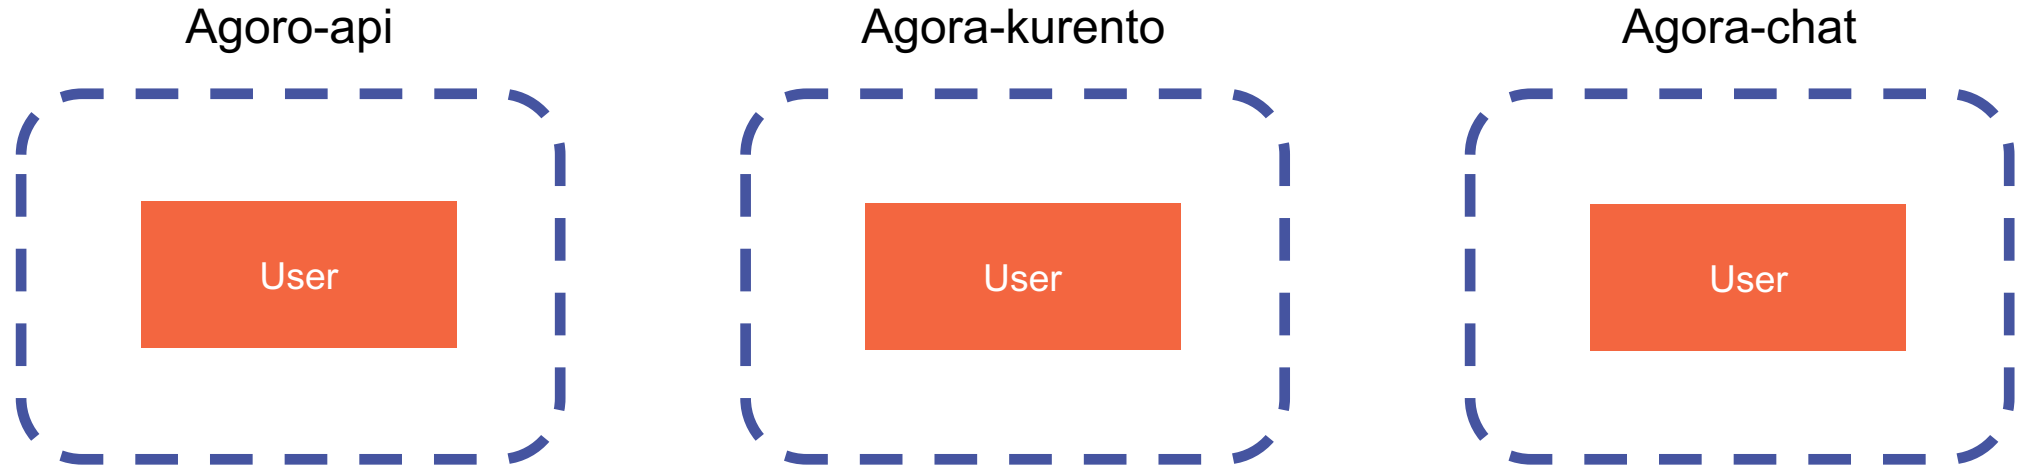 Agoro-api
Agora-kurento
Agora-chat
User
User
User